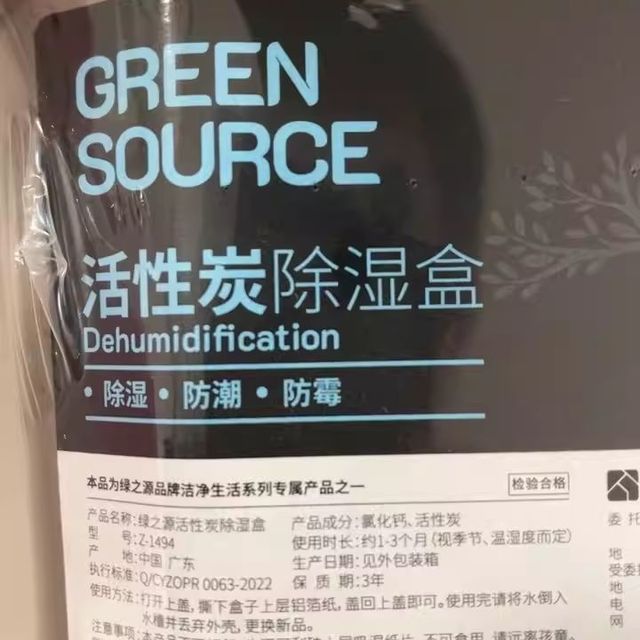 GREEN
SOURCE
活性炭除湿盒
Dehumidification
·除湿·防潮·防霉
本品为绿之源品牌洁净生活系列专属产品之一
检验合格
产品名称:绿之源活性炭除湿盒 产品成分:氯化钙、活性炭
型 号:Z-1494 使用时长:约1-3个月(视季节、温湿度而定)
产 地:中国 广东 生产日期:见外包装箱
执行标准:Q/CYZOPR 0063-2022 保 质 期:3年
使用方法:打开上盖,撕下盒子上层铝箔纸,盖回上盖即可。使用完请将水倒入
水槽并丢弃外壳,更换新品。
注意事项:
委 托
地
受委
地
电
网